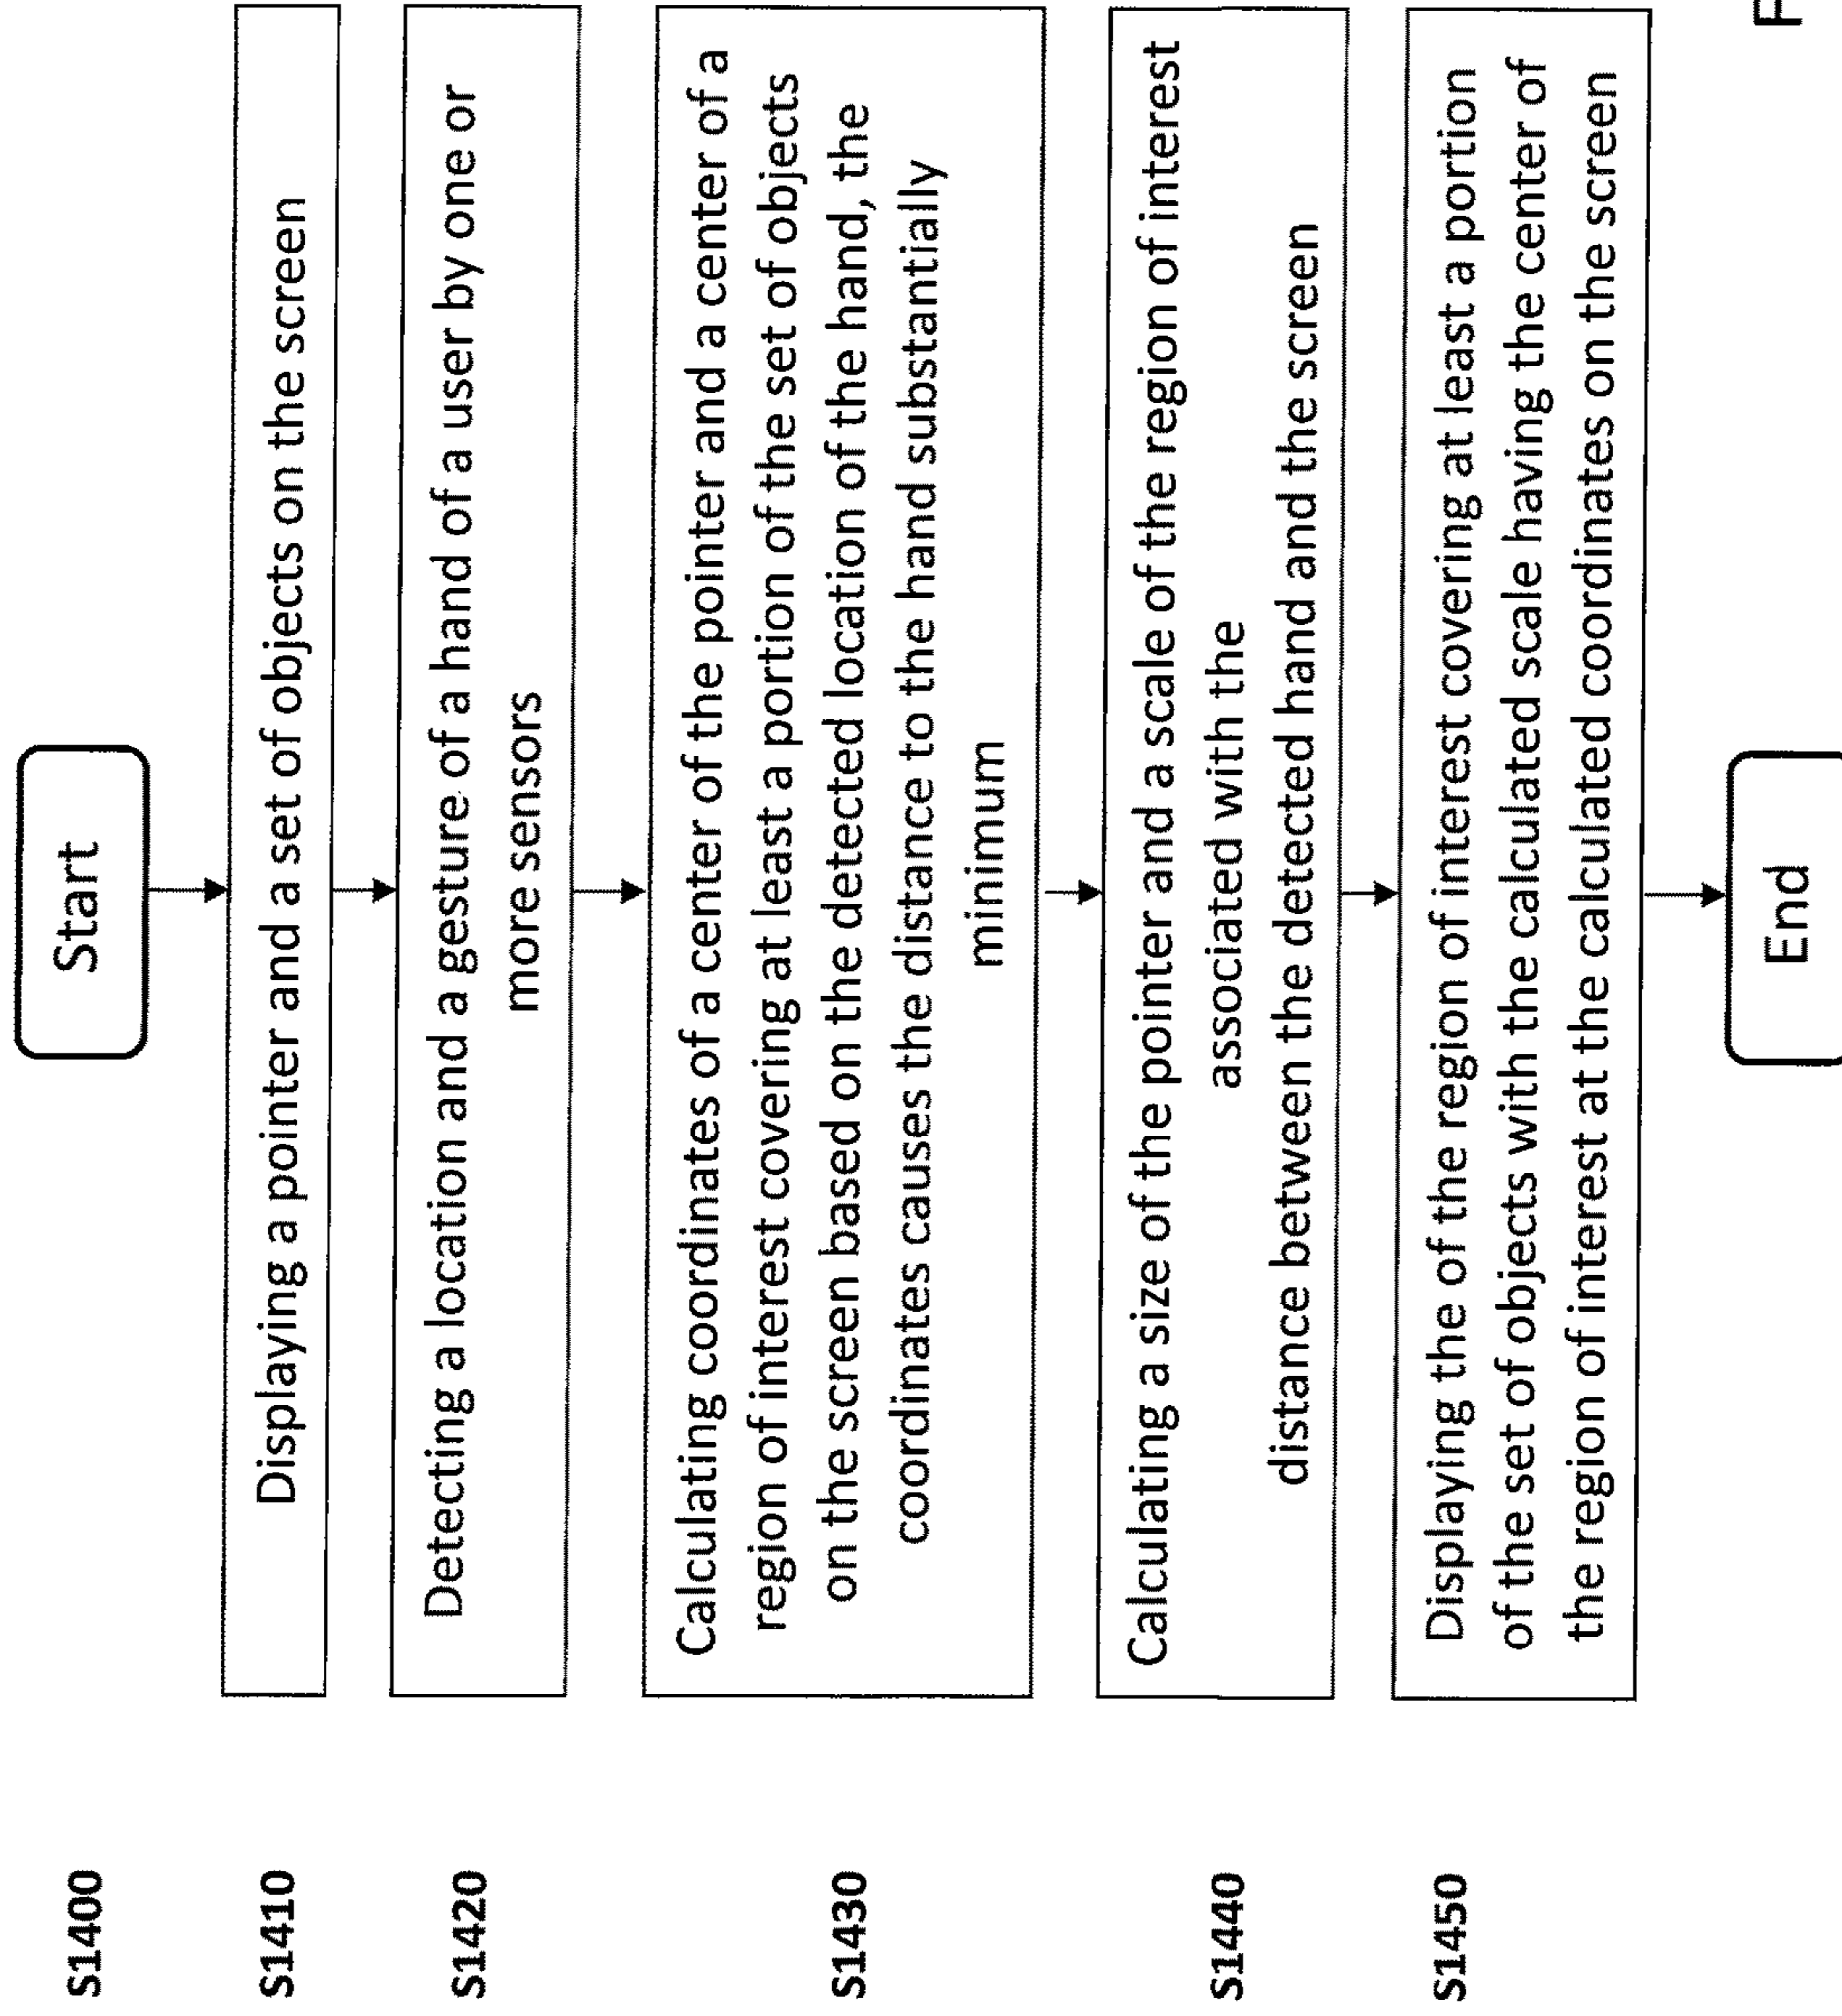 S1400
Start
S1410
Displaying a pointer and a set of objects on the screen
S1420
Detecting a location and a gesture of a hand of a user by one or
more sensors
S1430
Calculating coordinates of a center of the pointer and a center of a
region of interest covering at least a portion of the set of objects
on the screen based on the detected location of the hand, the
coordinates causes the distance to the hand substantially
minimum
S1440
Calculating a size of the pointer and a scale of the region of interest
associated with the
distance between the detected hand and the screen
S1450
Displaying the of the region of interest covering at least a portion
of the set of objects with the calculated scale having the center of
the region of interest at the calculated coordinates on the screen
End
F